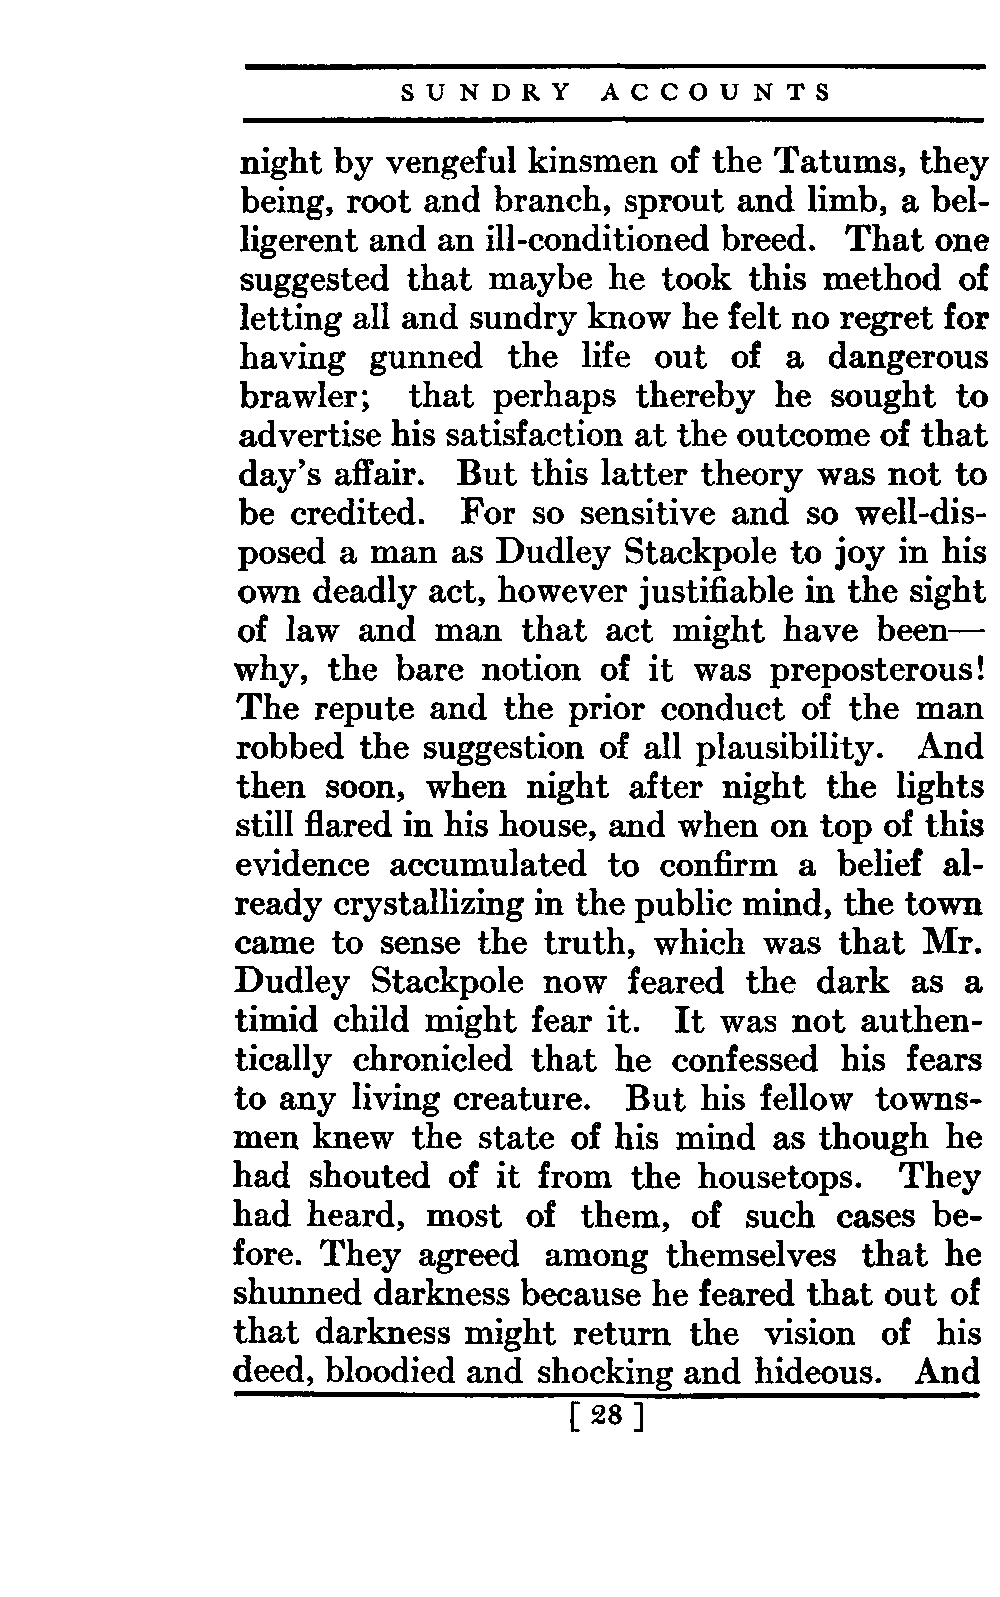 SUNDRY ACCOUNTS
night by vengeful kinsmen of the Tatums, they
being, root and branch, sprout and limb, a bel-
ligerent and an ill-conditioned breed. That one
suggested that maybe he took this method of
letting all and sundry know he felt no regret for
having gunned the life out of a dangerous
brawler; that perhaps thereby he sought to
advertise his satisfaction at the outcome of that
day's affair. But this latter theory was not to
be credited. For so sensitive and so well-dis-
posed a man as Dudley Stackpole to joy in his
own deadly act, however justifiable in the sight
of law and man that act might have been—
why, the bare notion of it was preposterous!
The repute and the prior conduct of the man
robbed the suggestion of all plausibility. And
then soon, when night after night the lights
still flared in his house, and when on top of this
evidence accumulated to confirm a belief al-
ready crystallizing in the public mind, the town
came to sense the truth, which was that Mr.
Dudley Stackpole now feared the dark as a
timid child might fear it. It was not authen-
tically chronicled that he confessed his fears
to any living creature. But his fellow towns-
men knew the state of his mind as though he
had shouted of it from the housetops. They
had heard, most of them, of such cases be-
fore. They agreed among themselves that he
shunned darkness because he feared that out of
that darkness might return the vision of his
deed, bloodied and shocking and hideous. And
[ 28 ]